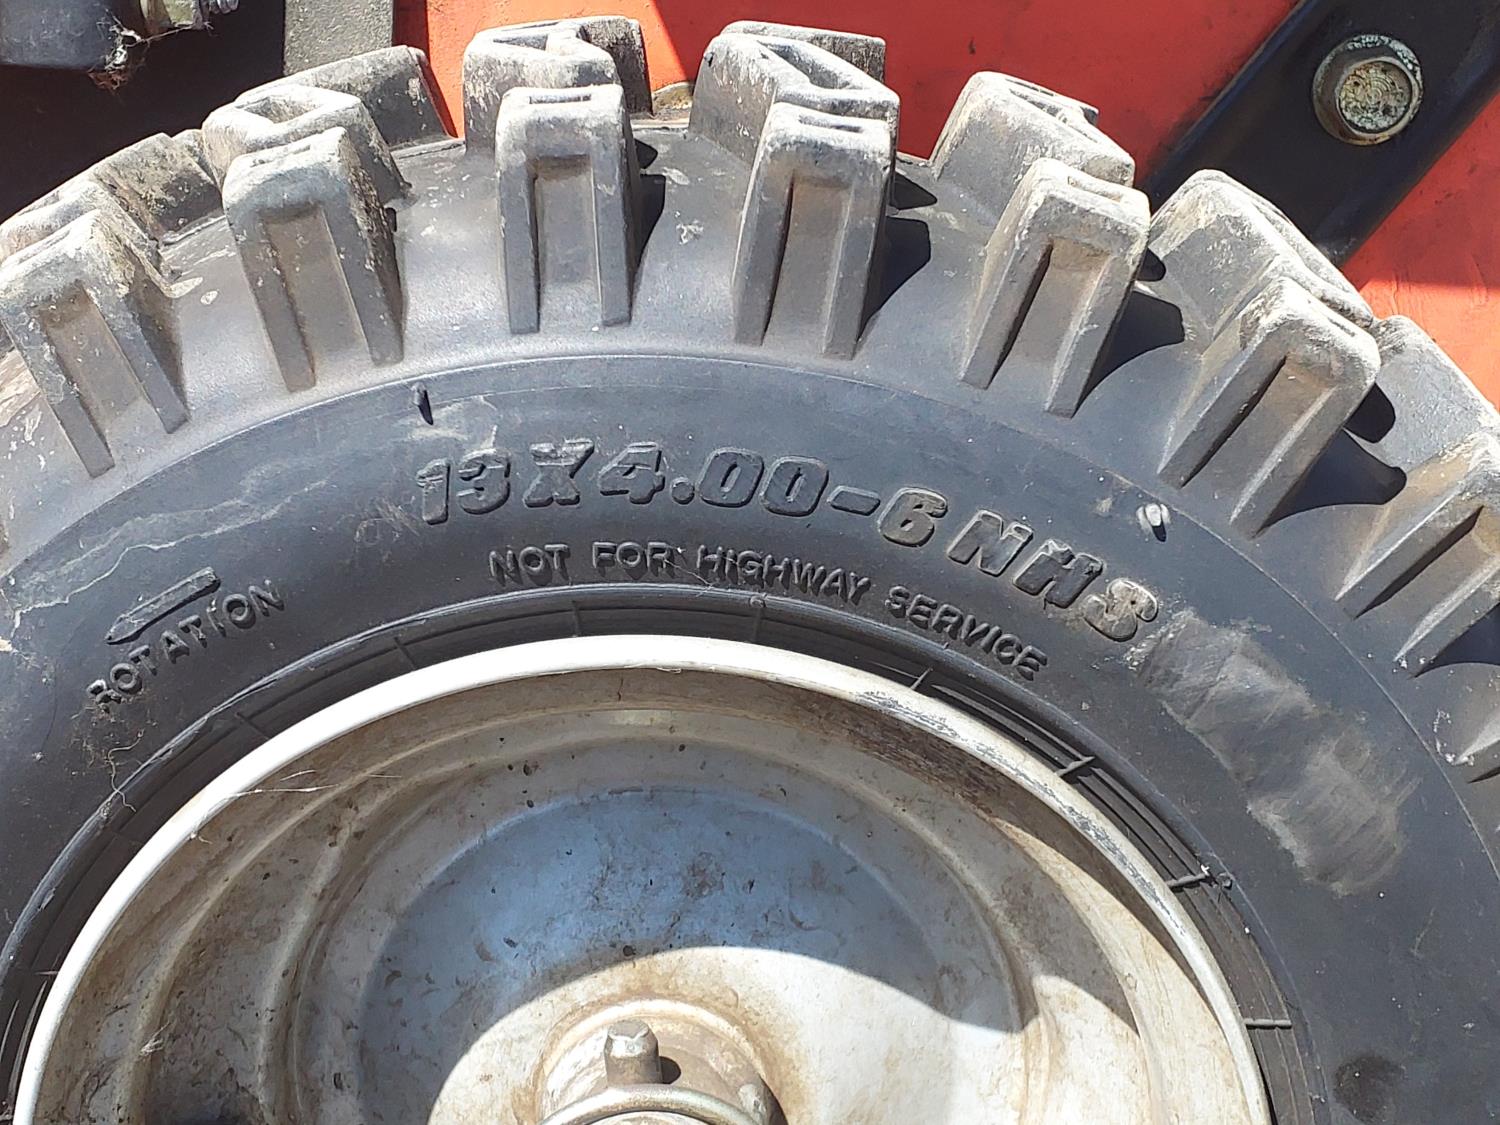 13X4.00-6 NHS
NOT FOR HIGHWAY SERVICE
ROTATION